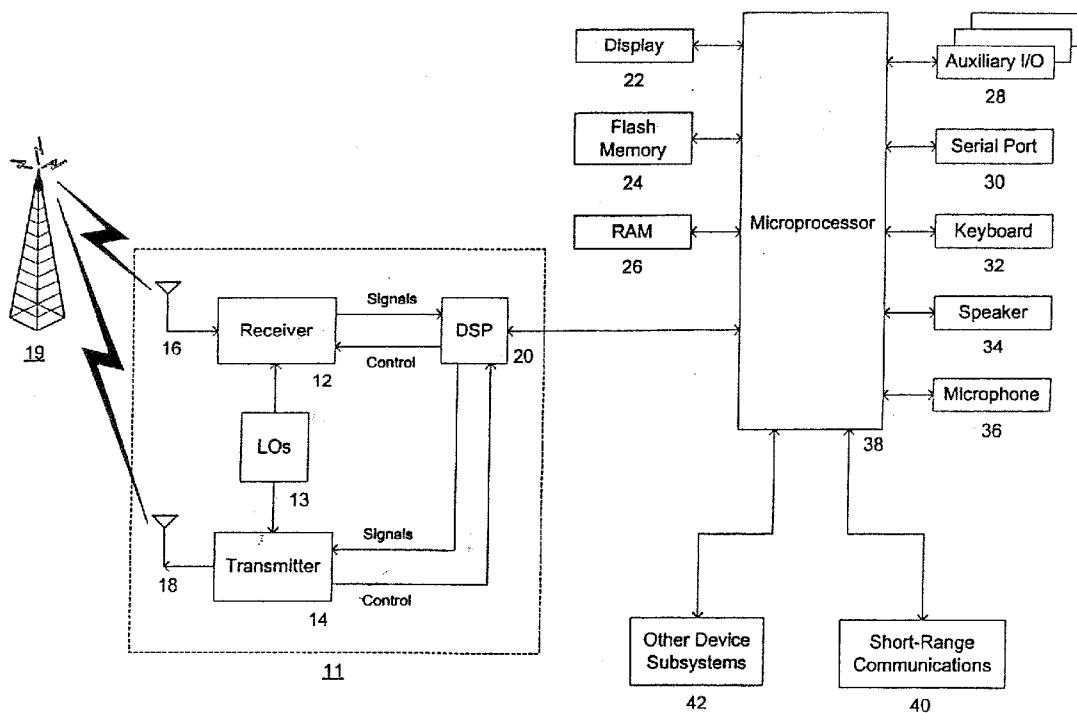 Display
22
Flash
Memory
24
RAM
26
Microprocessor
38
Auxiliary I/O
28
Serial Port
30
Keyboard
32
Speaker
34
Microphone
36
19
16
Receiver
12
Signals
Control
DSP
20
LOs
13
18
Transmitter
14
Signals
Control
11
Other Device
Subsystems
42
Short-Range
Communications
40